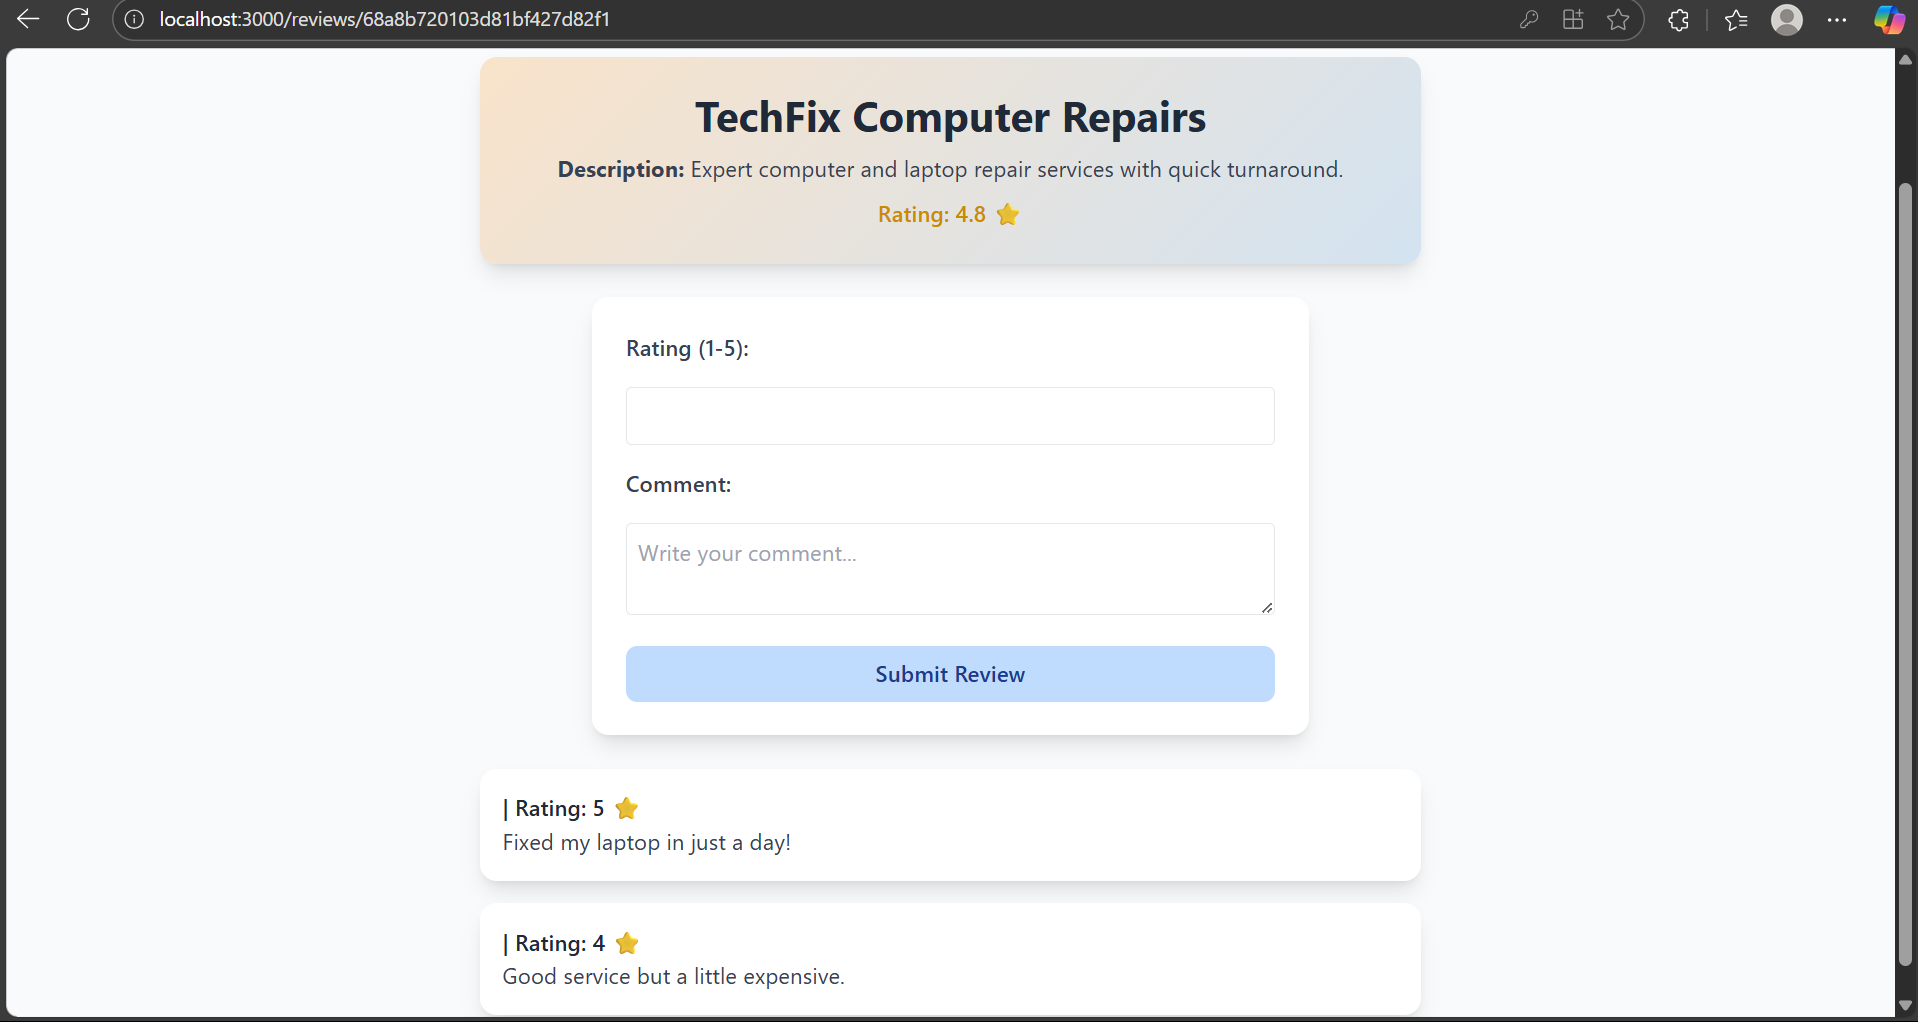 localhost:3000/reviews/68a8b720103d81bf427d82f1
TechFix Computer Repairs
Description: Expert computer and laptop repair services with quick turnaround.
Rating: 4.8 ⭐
Rating (1-5):
Comment:
Write your comment...
Submit Review
| Rating: 5 ⭐
Fixed my laptop in just a day!
| Rating: 4 ⭐
Good service but a little expensive.